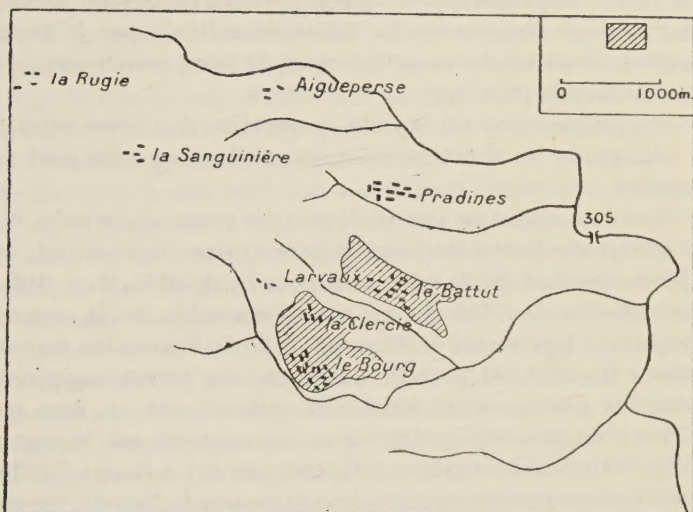 la Rugie
Aigueperse
0 1000m.
la Sanguinière
Pradines
305
Larvaux
le Battut
la Clercie
le Bourg